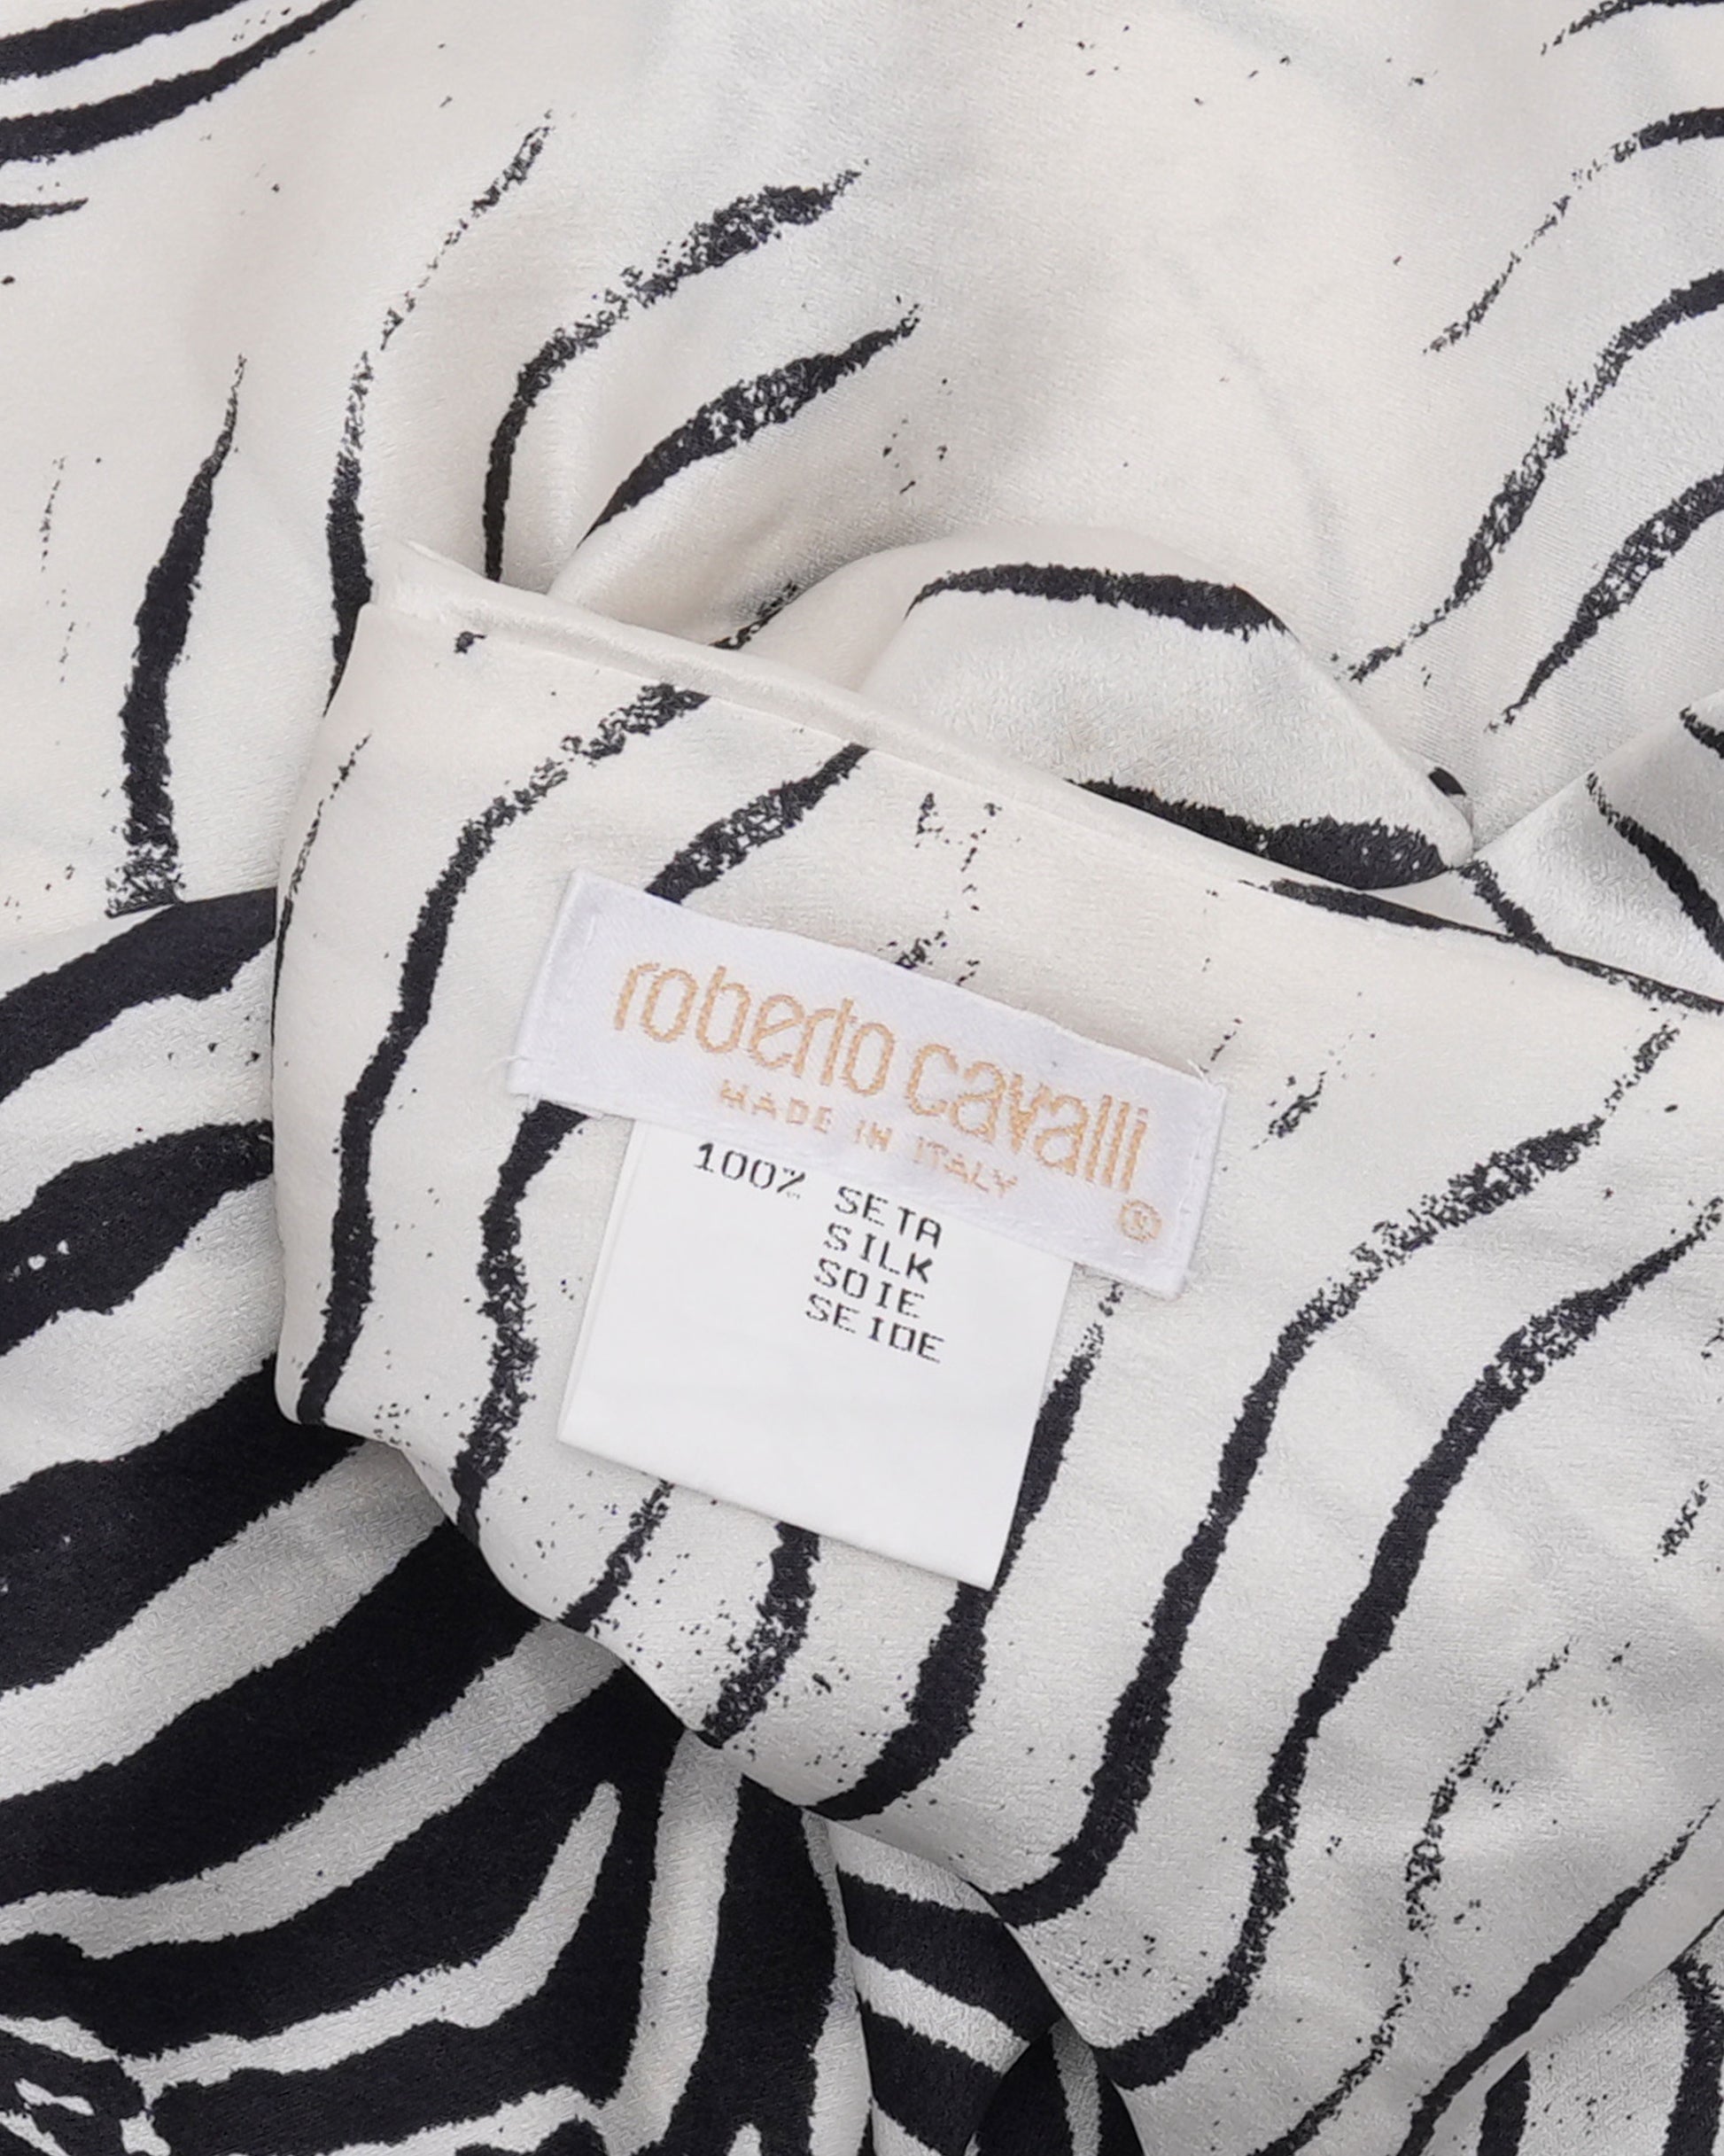 roberto cavalli
MADE IN ITALY
®
100% SETA
SILK
SOIE
SEIDE